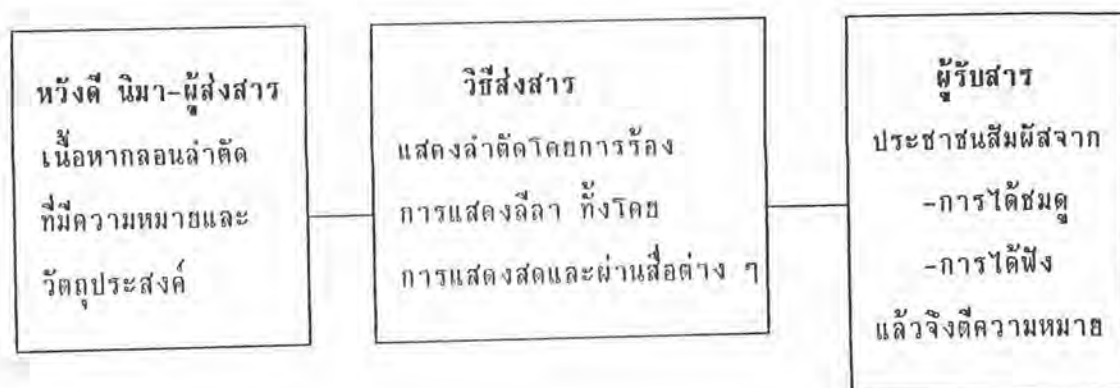 หวังดี นิมา-ผู้ส่งสาร
เนื้อหากลอนลำตัด
ที่มีความหมายและ
วัตถุประสงค์
วิธีส่งสาร
แสดงลำตัดโดยการร้อง
การแสดงลีลา ทั้งโดย
การแสดงสดและผ่านสื่อต่าง ๆ
ผู้รับสาร
ประชาชนสัมผัสจาก
-การได้ชมดู
-การได้ฟัง
แล้วจึงตีความหมาย